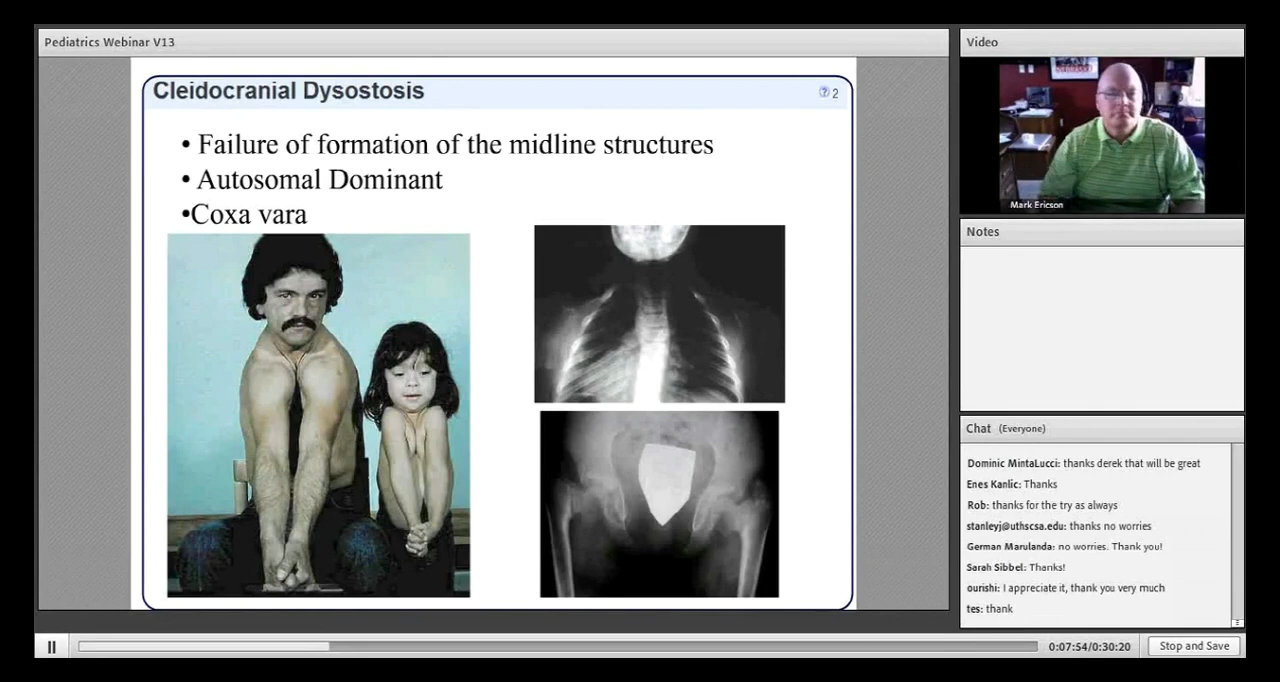 Pediatrics Webinar V13
Cleidocranial Dysostosis
2
• Failure of formation of the midline structures
• Autosomal Dominant
•Coxa vara
Video
Mark Ericson
Notes
Chat (Everyone)
Dominic MintaLucci: thanks derek that will be great
Enes Kanlic: Thanks
Rob: thanks for the try as always
stanleyj@uthscsa.edu: thanks no worries
German Marulanda: no worries. Thank you!
Sarah Sibbel: Thanks!
ourishi: I appreciate it, thank you very much
tes: thank
0:07:54/0:30:20
Stop and Save